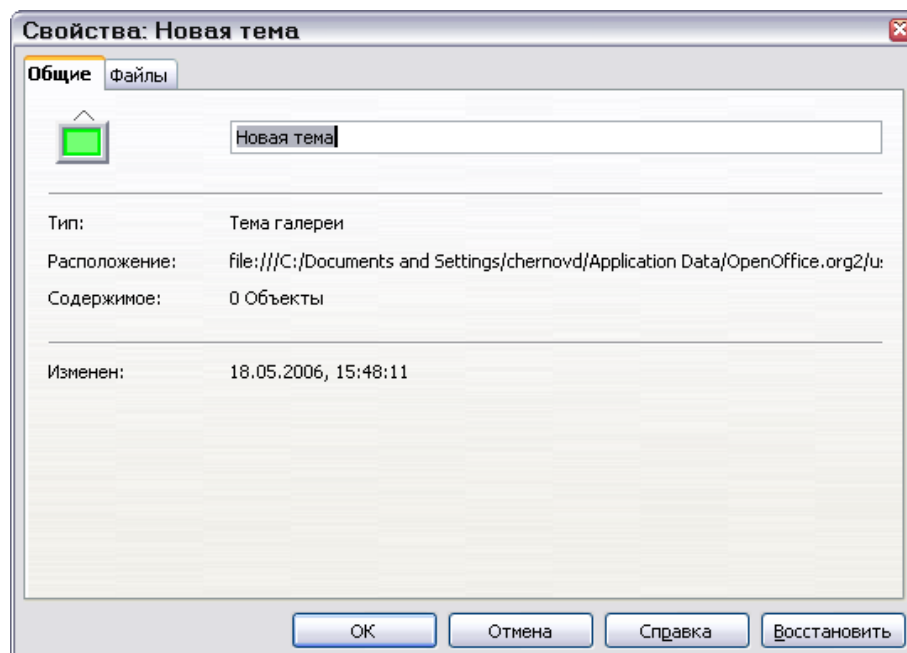 Свойства: Новая тема
Общие Файлы
Новая тема
Тип: Тема галереи
Расположение: file:///C:/Documents and Settings/chernovd/Application Data/OpenOffice.org2/u
Содержимое: 0 Объекты
Изменен: 18.05.2006, 15:48:11
ОК Отмена Справка Восстановить